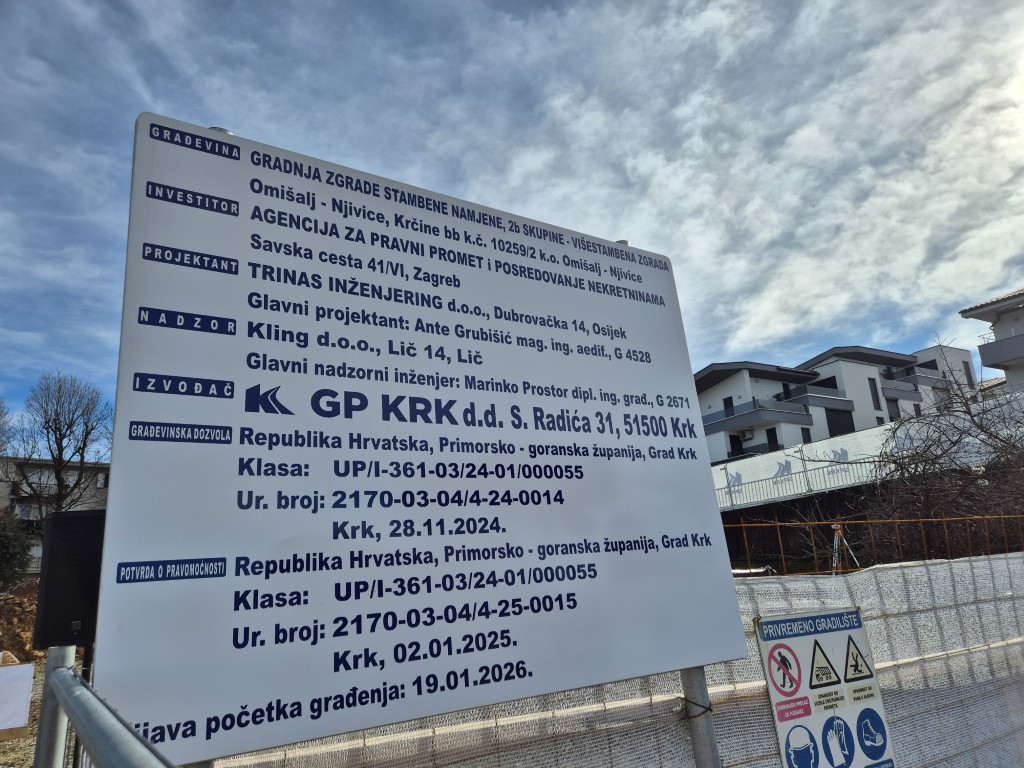 GRAĐEVINA
GRADNJA ZGRADE STAMBENE NAMJENE, 2b SKUPINE - VIŠESTAMBENA ZGRADA
Omišalj - Njivice, Krčine bb k.č. 10259/2 k.o. Omišalj - Njivice
INVESTITOR
AGENCIJA ZA PRAVNI PROMET i POSREDOVANJE NEKRETNINAMA
Savska cesta 41/VI, Zagreb
PROJEKTANT
TRINAS INŽENJERING d.o.o., Dubrovačka 14, Osijek
Glavni projektant: Ante Grubišić mag. ing. aedif., G 4528
NADZOR
Kling d.o.o., Lič 14, Lič
Glavni nadzorni inženjer: Marinko Prostor dipl. ing. građ., G 2671
IZVOĐAČ
GP KRK d.d. S. Radića 31, 51500 Krk
GRAĐEVINSKA DOZVOLA
Republika Hrvatska, Primorsko - goranska županija, Grad Krk
Klasa: UP/I-361-03/24-01/000055
Ur. broj: 2170-03-04/4-24-0014
Krk, 28.11.2024.
POTVRDA O PRAVOMOĆNOSTI
Republika Hrvatska, Primorsko - goranska županija, Grad Krk
Klasa: UP/I-361-03/24-01/000055
Ur. broj: 2170-03-04/4-25-0015
Krk, 02.01.2025.
ijava početka građenja: 19.01.2026.
PRIVREMENO GRADILIŠTE
ZABRANJEN PROLAZ
ZA PJEŠAKE